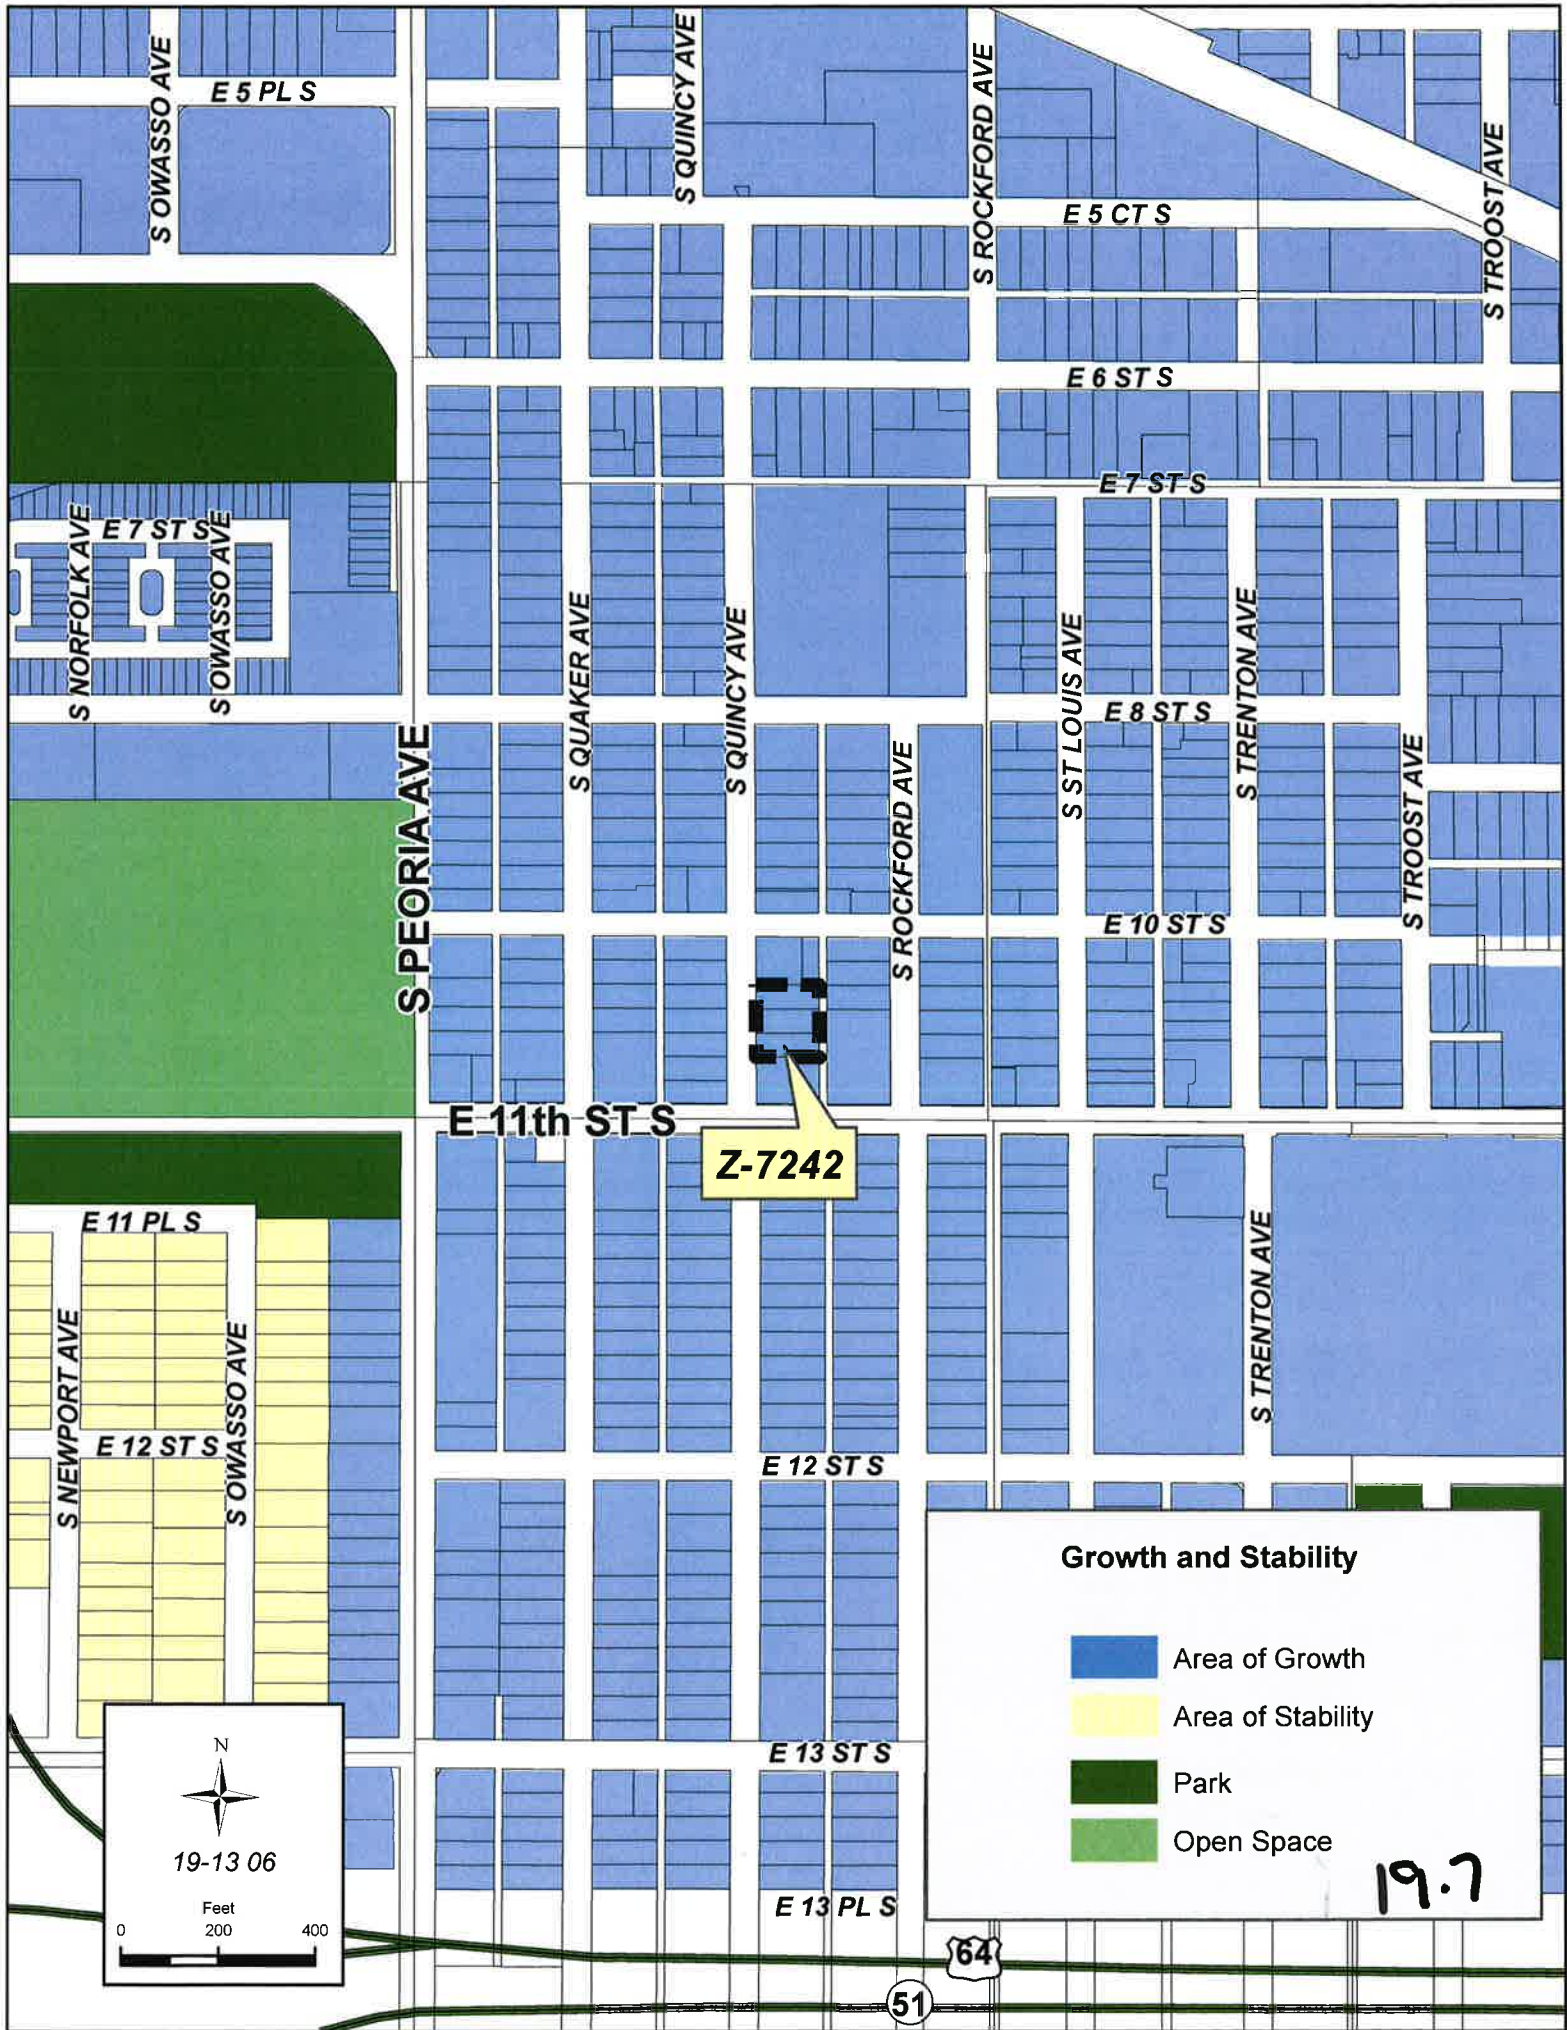 S OWASSO AVE
E 5 PL S
S QUINCY AVE
S ROCKFORD AVE
E 5 CT S
S TROOST AVE
E 6 ST S
E 7 ST S
E 7 ST S
S NORFOLK AVE
S OWASSO AVE
S QUAKER AVE
S QUINCY AVE
S ST LOUIS AVE
S TRENTON AVE
E 8 ST S
S PEORIA AVE
S ROCKFORD AVE
S TROOST AVE
E 10 ST S
E 11th ST S
Z-7242
E 11 PL S
S NEWPORT AVE
S OWASSO AVE
S TRENTON AVE
E 12 ST S
E 12 ST S
Growth and Stability
Area of Growth
Area of Stability
Park
Open Space
19.7
E 13 ST S
N
19-13 06
Feet
0 200 400
E 13 PL S
64
51